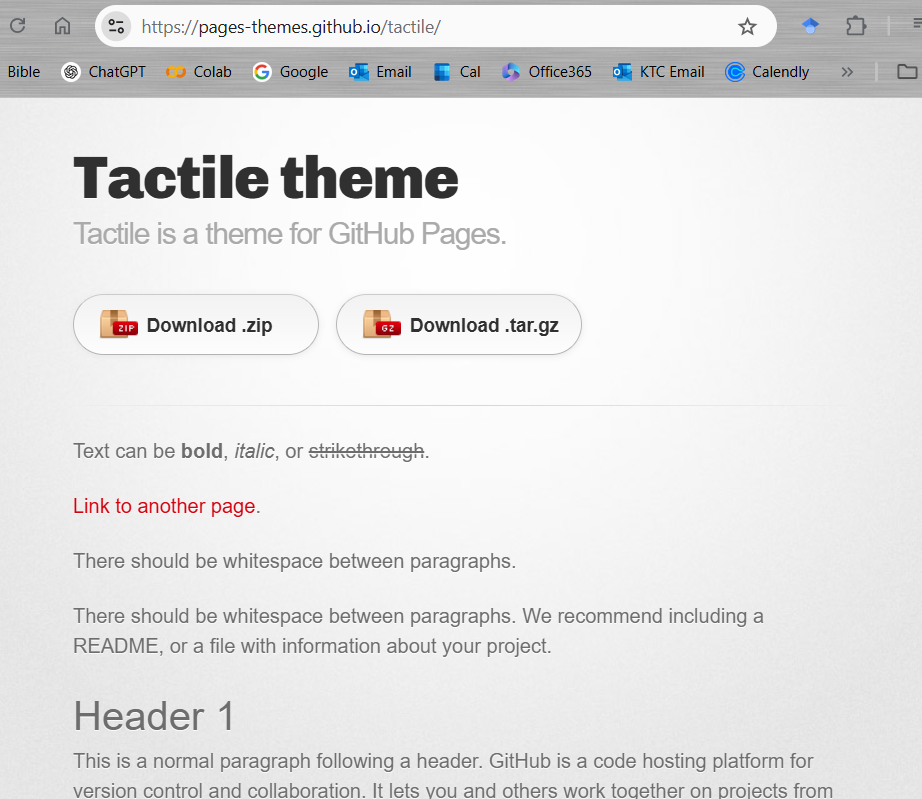 https://pages-themes.github.io/tactile/
Bible ChatGPT Colab Google Email Cal Office365 KTC Email Calendly »
Tactile theme
Tactile is a theme for GitHub Pages.
ZIP Download .zip GZ Download .tar.gz
Text can be bold, italic, or strikethrough.
Link to another page.
There should be whitespace between paragraphs.
There should be whitespace between paragraphs. We recommend including a
README, or a file with information about your project.
Header 1
This is a normal paragraph following a header. GitHub is a code hosting platform for
version control and collaboration. It lets you and others work together on projects from